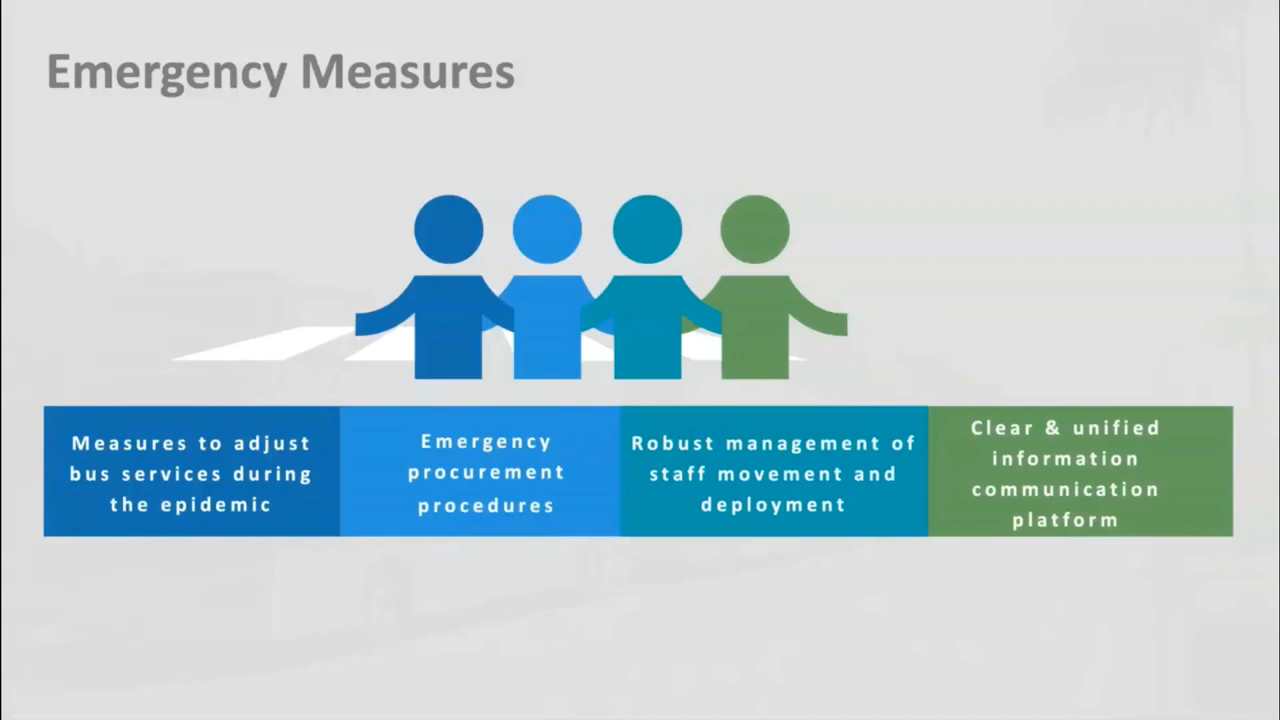 Emergency Measures
Measures to adjust
bus services during
the epidemic
Emergency
procurement
procedures
Robust management of
staff movement and
deployment
Clear & unified
information
communication
platform